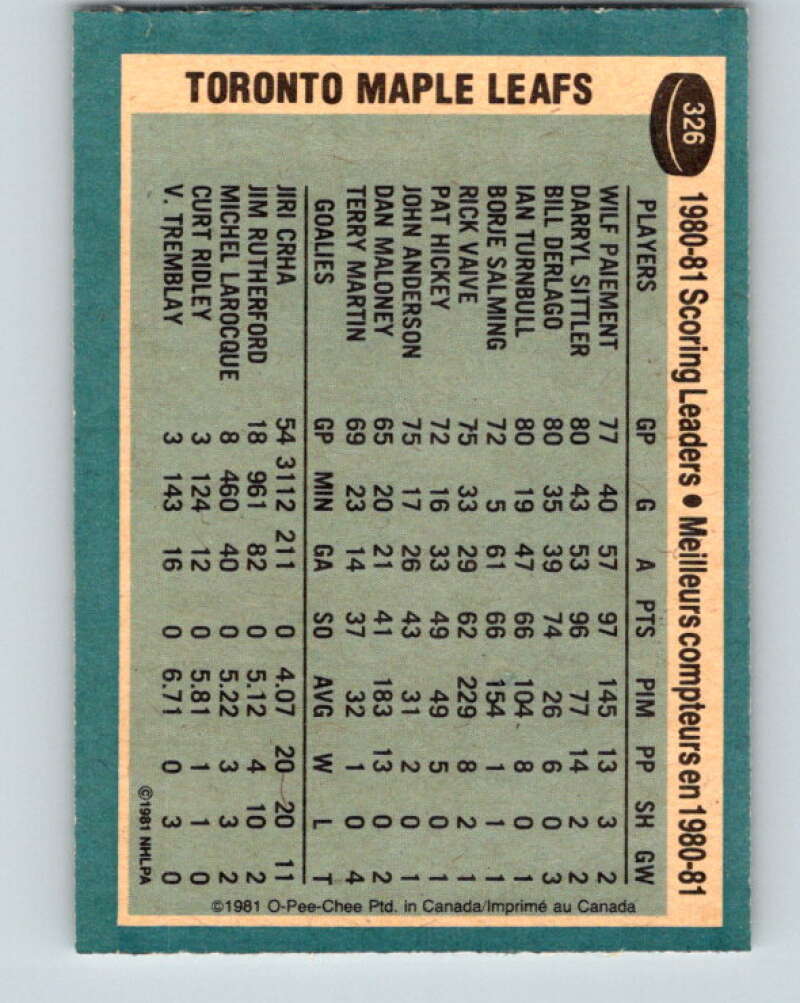 TORONTO MAPLE LEAFS
326
1980-81 Scoring Leaders • Meilleurs compteurs en 1980-81
PLAYERS GP G A PTS PIM PP SH GW
WILF PAIEMENT 77 40 57 97 145 13 3 2
DARRYL SITTLER 80 43 53 96 77 14 2 2
BILL DERLAGO 80 35 39 74 26 6 0 3
IAN TURNBULL 80 19 47 66 104 8 0 1
BORJE SALMING 72 5 61 66 154 1 1 1
RICK VAIVE 75 33 29 62 229 8 2 1
PAT HICKEY 72 16 33 49 49 5 0 1
JOHN ANDERSON 75 17 26 43 31 2 0 1
DAN MALONEY 65 20 21 41 183 13 0 2
TERRY MARTIN 69 23 14 37 32 1 0 4
GOALIES GP MIN GA SO AVG W L T
JIRI CRHA 54 3112 211 0 4.07 20 20 11
JIM RUTHERFORD 18 961 82 0 5.12 4 10 2
MICHEL LAROCQUE 8 460 40 0 5.22 3 3 2
CURT RIDLEY 3 124 12 0 5.81 1 1 0
V. TREMBLAY 3 143 16 0 6.71 0 3 0
©1981 NHLPA
©1981 O-Pee-Chee Ptd. in Canada/Imprimé au Canada